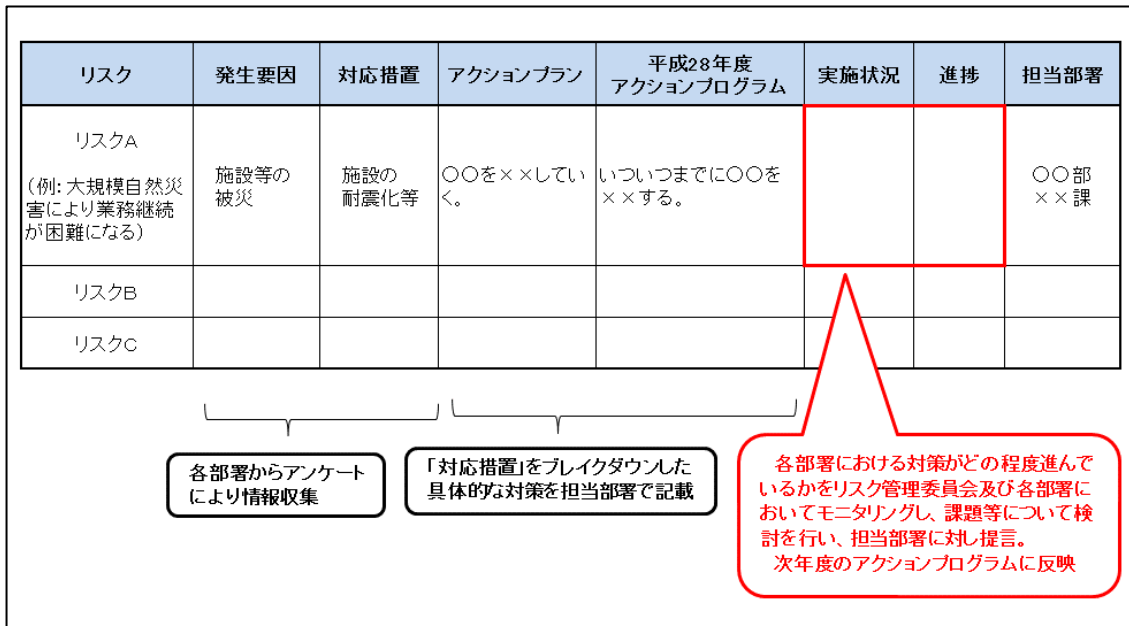 リスク
発生要因
対応措置
アクションプラン
平成28年度
アクションプログラム
実施状況
進捗
担当部署
リスクA
(例:大規模自然災
害により業務継続
が困難になる)
施設等の
被災
施設の
耐震化等
〇〇を××してい
く。
いついつまでに〇〇を
××する。
〇〇部
××課
リスクB
リスクC
各部署からアンケート
により情報収集
「対応措置」をブレイクダウンした
具体的な対策を担当部署で記載
各部署における対策がどの程度進んで
いるかをリスク管理委員会及び各部署に
おいてモニタリングし、課題等について検
討を行い、担当部署に対し提言。
次年度のアクションプログラムに反映